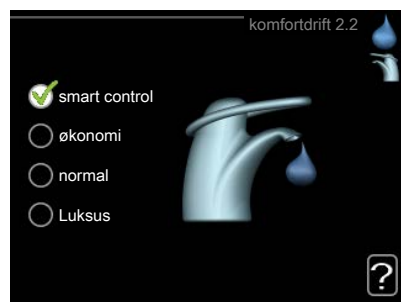 komfortdrift 2.2
smart control
økonomi
normal
Luksus
?